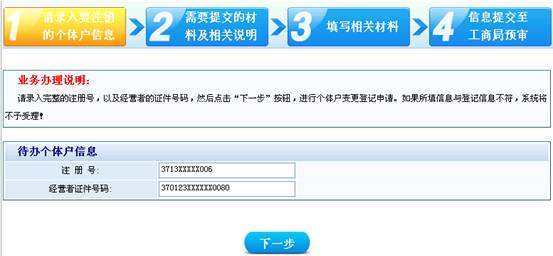 1 请录入要注销
的个体户信息
2 需要提交的材
料及相关说明
3 填写相关材料
4 信息提交至
工商局预审
业务办理说明:
请录入完整的注册号，以及经营者的证件号码，然后点击“下一步”按钮，进行个体户变更登记申请。如果所填信息与登记信息不符，系统将
不予受理!
待办个体户信息
注 册 号: 3713XXXXX006
经营者证件号码: 370123XXXXXX0080
下一步